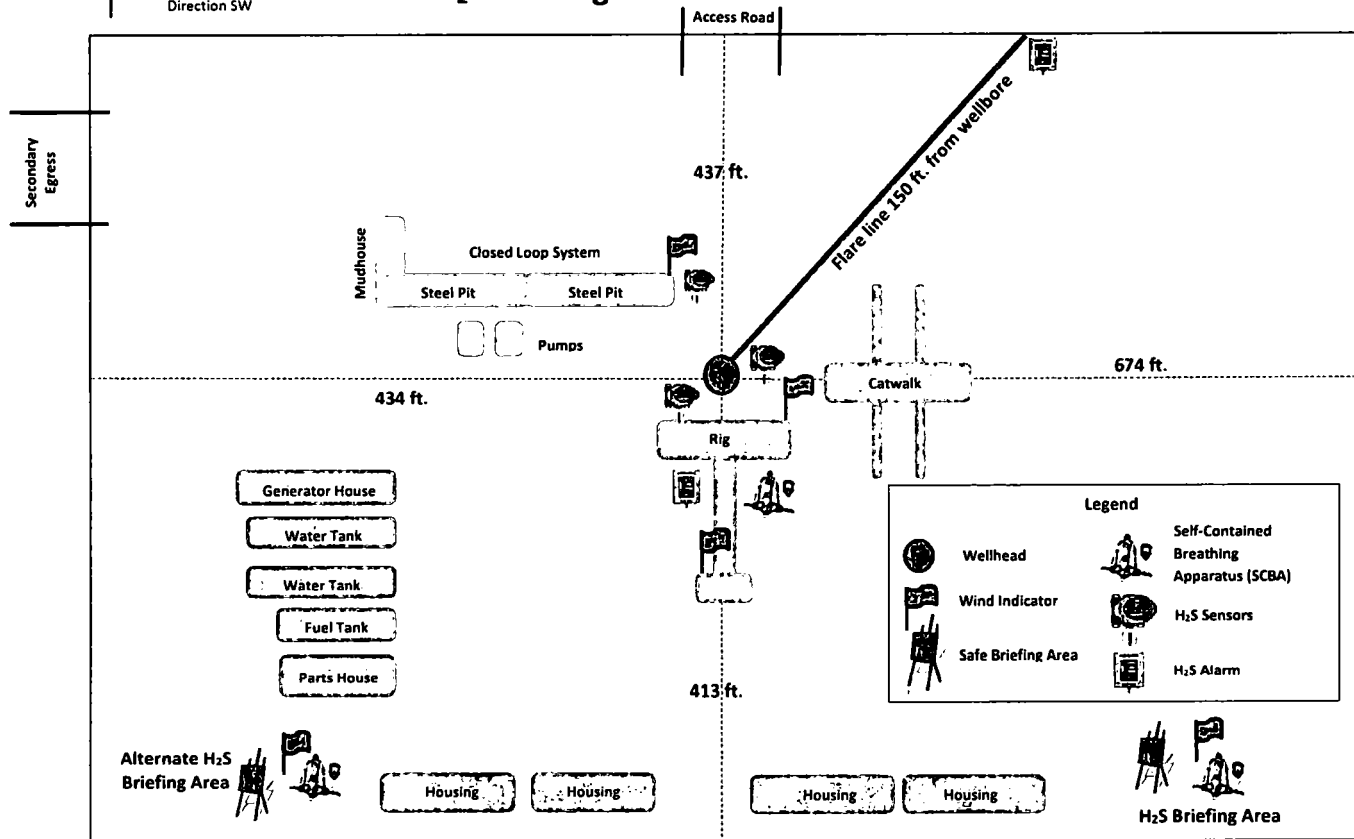 Direction SW
Access Road
Secondary
Egress
437 ft.
Flare line 150 ft. from wellbore
Mudhouse
Closed Loop System
Steel Pit
Steel Pit
Pumps
434 ft.
674 ft.
Catwalk
Rig
Generator House
Water Tank
Water Tank
Fuel Tank
Parts House
413 ft.
Legend
Wellhead
Wind Indicator
Safe Briefing Area
Self-Contained
Breathing
Apparatus (SCBA)
H₂S Sensors
H₂S Alarm
Alternate H₂S
Briefing Area
Housing
Housing
Housing
Housing
H₂S Briefing Area